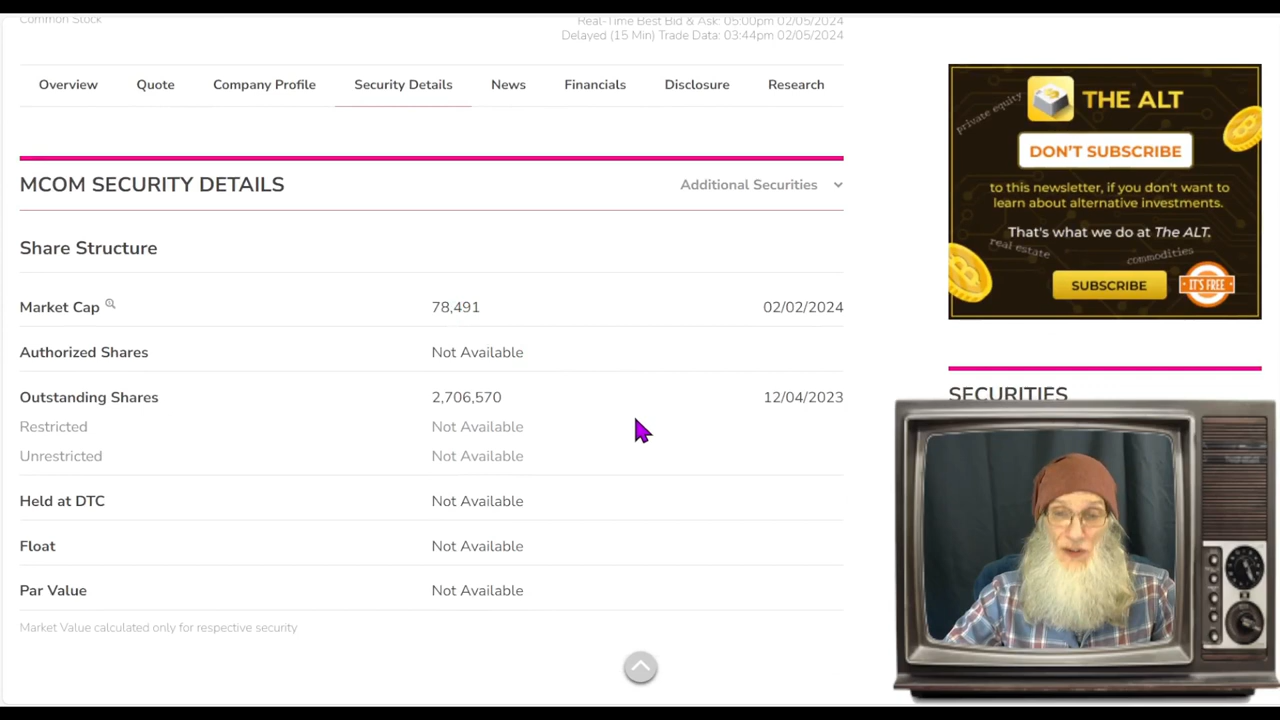 Common Stock
Real-Time Best Bid & Ask: 05:00pm 02/05/2024
Delayed (15 Min) Trade Data: 03:44pm 02/05/2024
Overview Quote Company Profile Security Details News Financials Disclosure Research
MCOM SECURITY DETAILS
Additional Securities
Share Structure
Market Cap 78,491 02/02/2024
Authorized Shares Not Available
Outstanding Shares 2,706,570 12/04/2023
Restricted Not Available
Unrestricted Not Available
Held at DTC Not Available
Float Not Available
Par Value Not Available
Market Value calculated only for respective security
private equity
THE ALT
DON'T SUBSCRIBE
to this newsletter, if you don't want to
learn about alternative investments.
That's what we do at The ALT.
real estate
commodities
SUBSCRIBE
IT'S FREE
SECURITIES